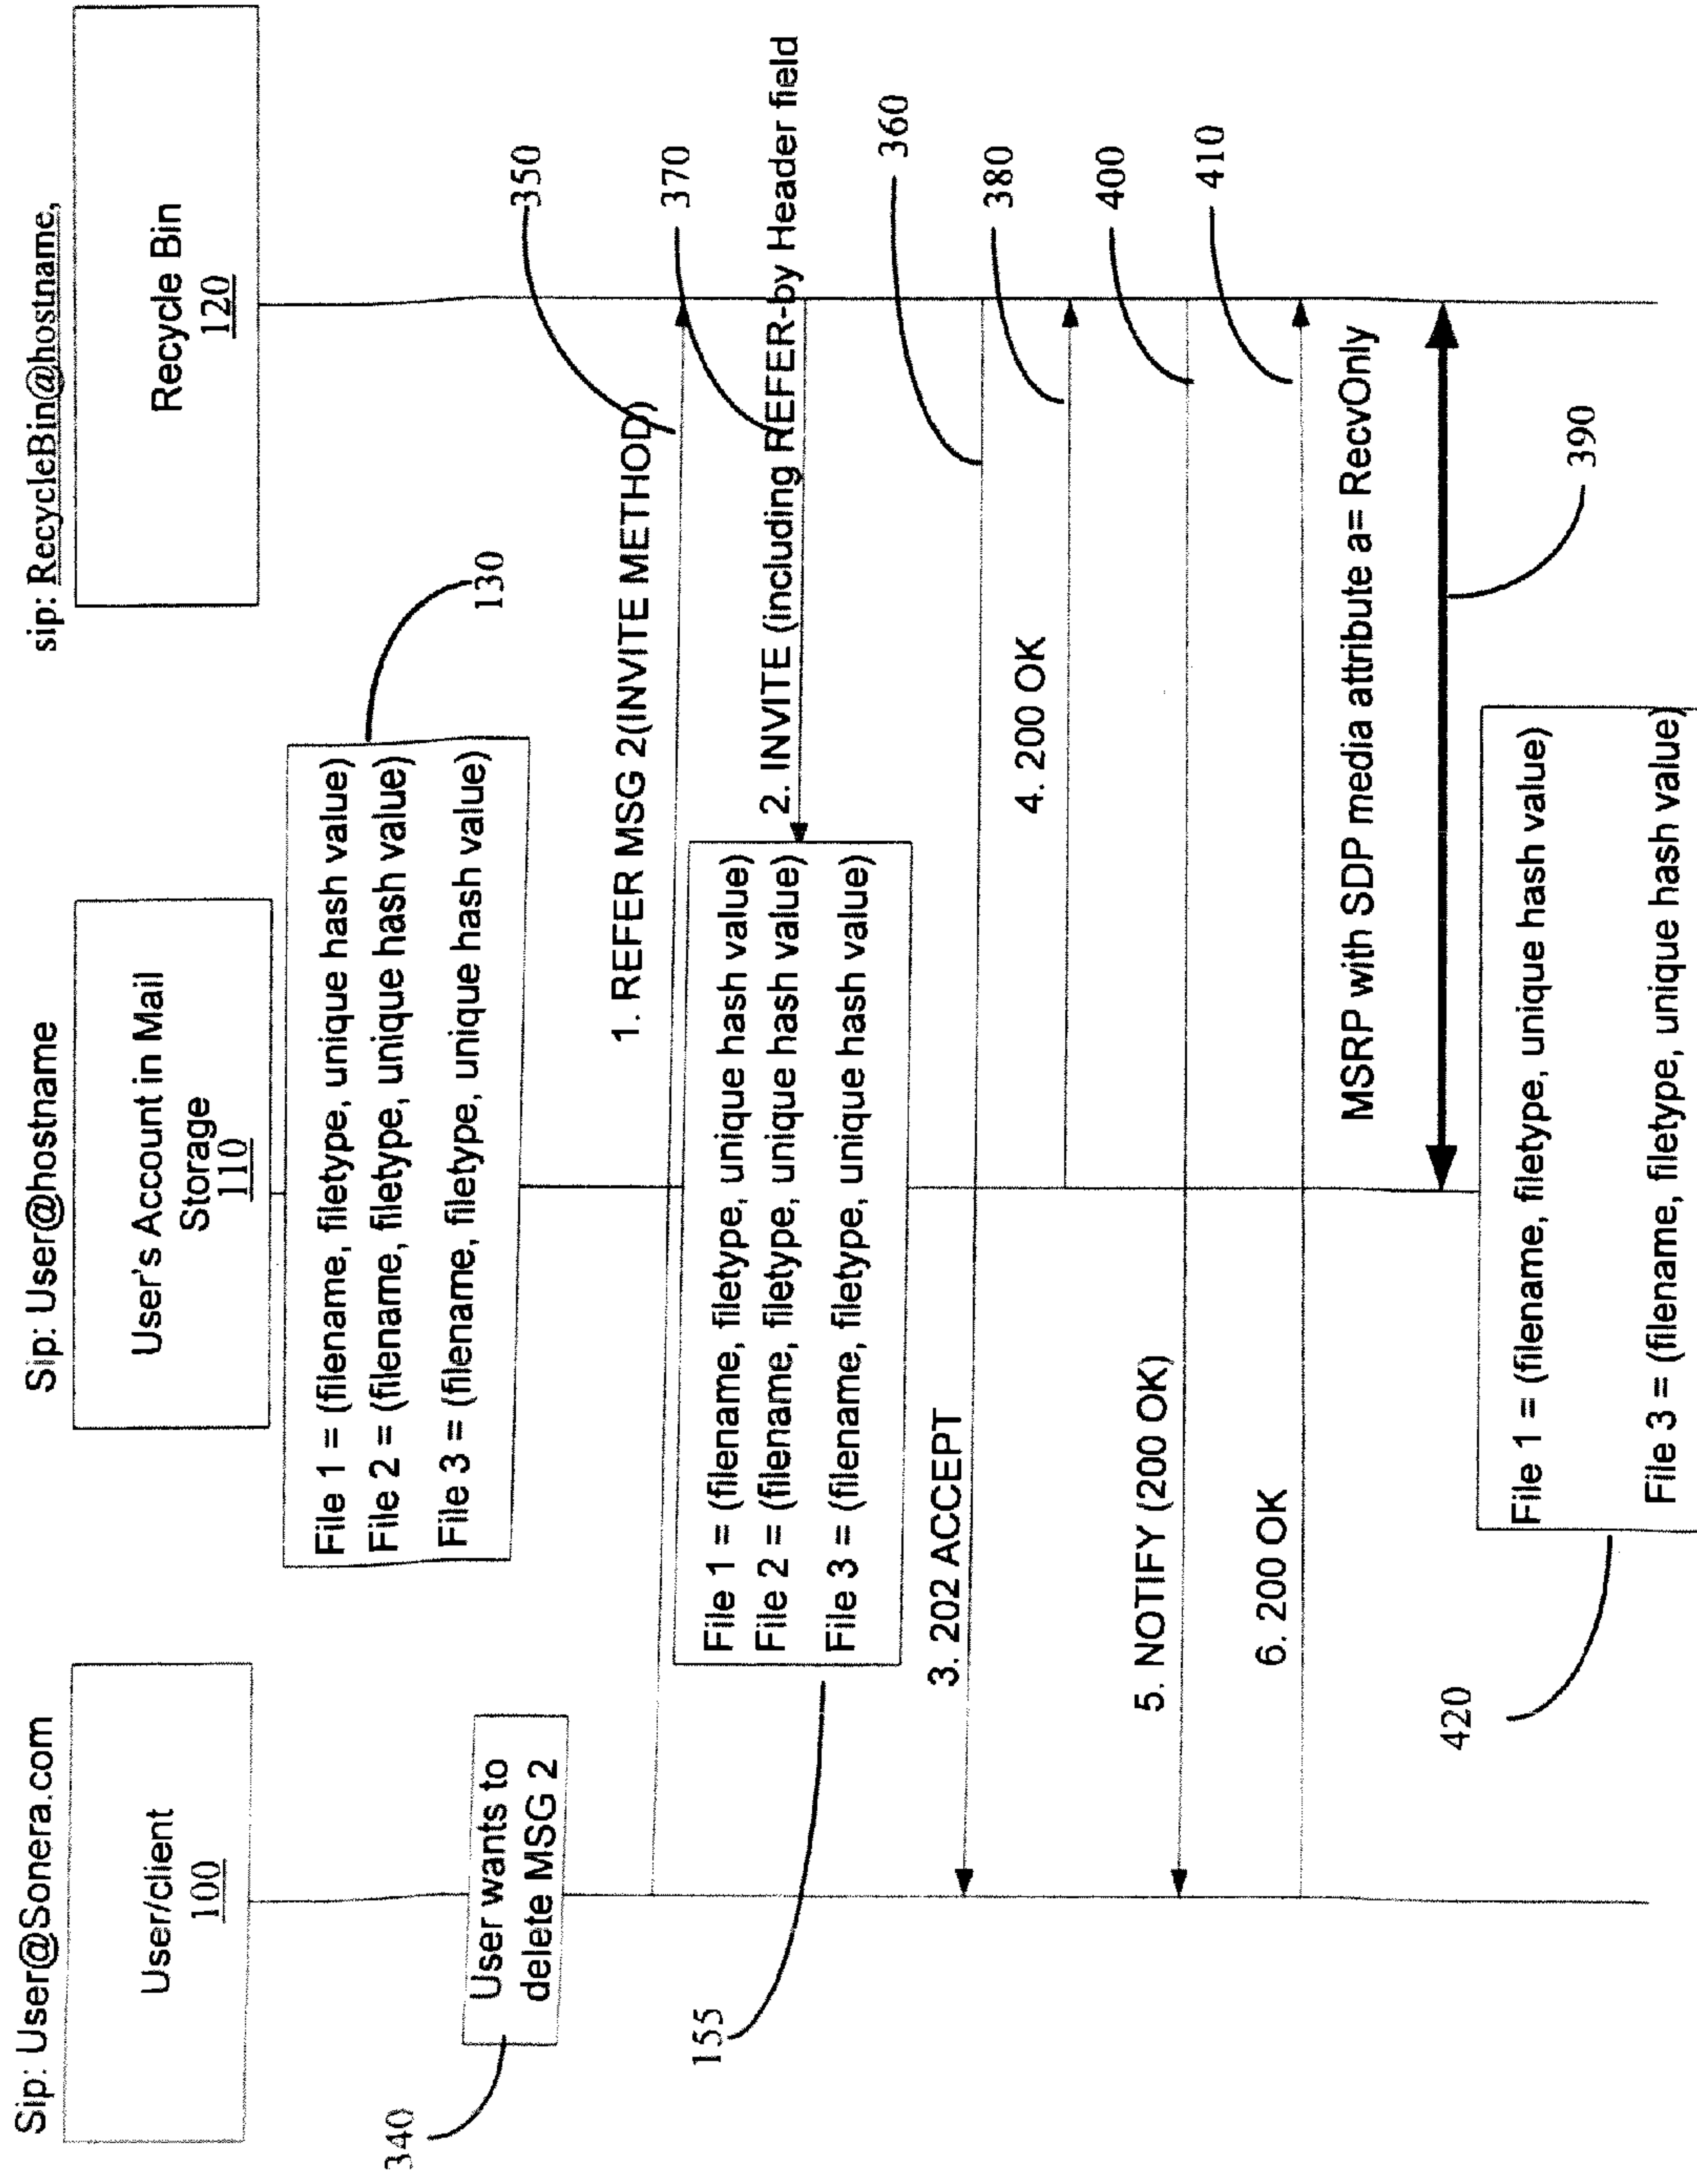 Sip: User@Sonera.com
Sip: User@hostname
sip: RecycleBin@hostname,
User/client
100
User's Account in Mail
Storage
110
Recycle Bin
120
File 1 = (filename, filetype, unique hash value)
File 2 = (filename, filetype, unique hash value)
File 3 = (filename, filetype, unique hash value)
130
340
User wants to
delete MSG 2
350
1. REFER MSG 2(INVITE METHOD)
370
155
File 1 = (filename, filetype, unique hash value)
File 2 = (filename, filetype, unique hash value)
File 3 = (filename, filetype, unique hash value)
2. INVITE (including REFER-by Header field
360
3. 202 ACCEPT
380
4. 200 OK
400
5. NOTIFY (200 OK)
410
6. 200 OK
MSRP with SDP media attribute a= RecvOnly
390
420
File 1 = (filename, filetype, unique hash value)
File 3 = (filename, filetype, unique hash value)